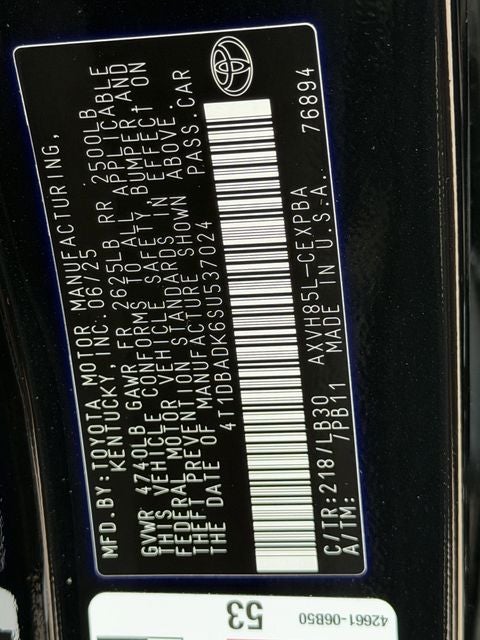 MFD. BY: TOYOTA MOTOR MANUFACTURING,
KENTUCKY, INC. 06/25
GVWR 4740LB GAWR FR 2625LB RR 2500LB
THIS VEHICLE CONFORMS TO ALL APPLICABLE
FEDERAL MOTOR VEHICLE SAFETY, BUMPER, AND
THEFT PREVENTION STANDARDS IN EFFECT ON
THE DATE OF MANUFACTURE SHOWN ABOVE.
4T1DBADK6SU537024 PASS. CAR
C/TR:218/LB30 AXVH85L-CEXPBA
A/TM: /PB11 MADE IN U.S.A. 76894
53
42661-06B50